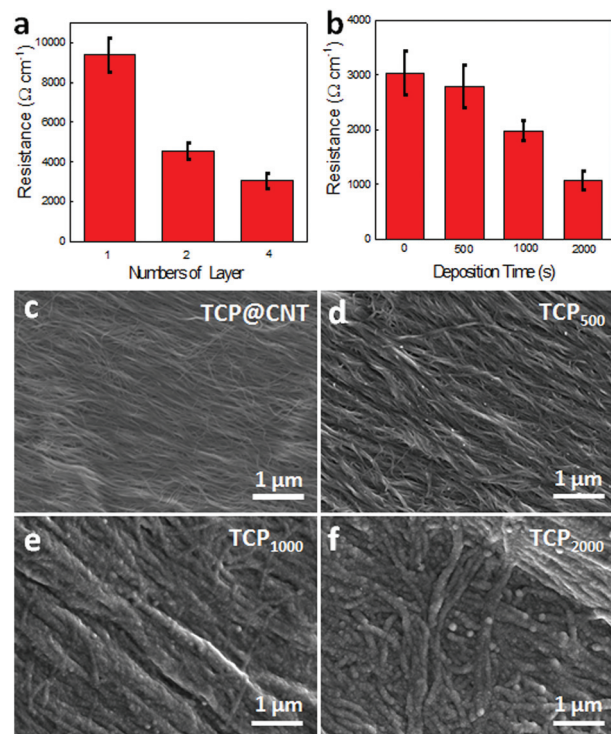 a
10000
8000
6000
4000
2000
0
Resistance (Ω cm⁻¹)
1
2
4
Numbers of Layer
b
4000
3000
2000
1000
0
Resistance (Ω cm⁻¹)
0
500
1000
2000
Deposition Time (s)
c
TCP@CNT
1 µm
d
TCP₅₀₀
1 µm
e
TCP₁₀₀₀
1 µm
f
TCP₂₀₀₀
1 µm